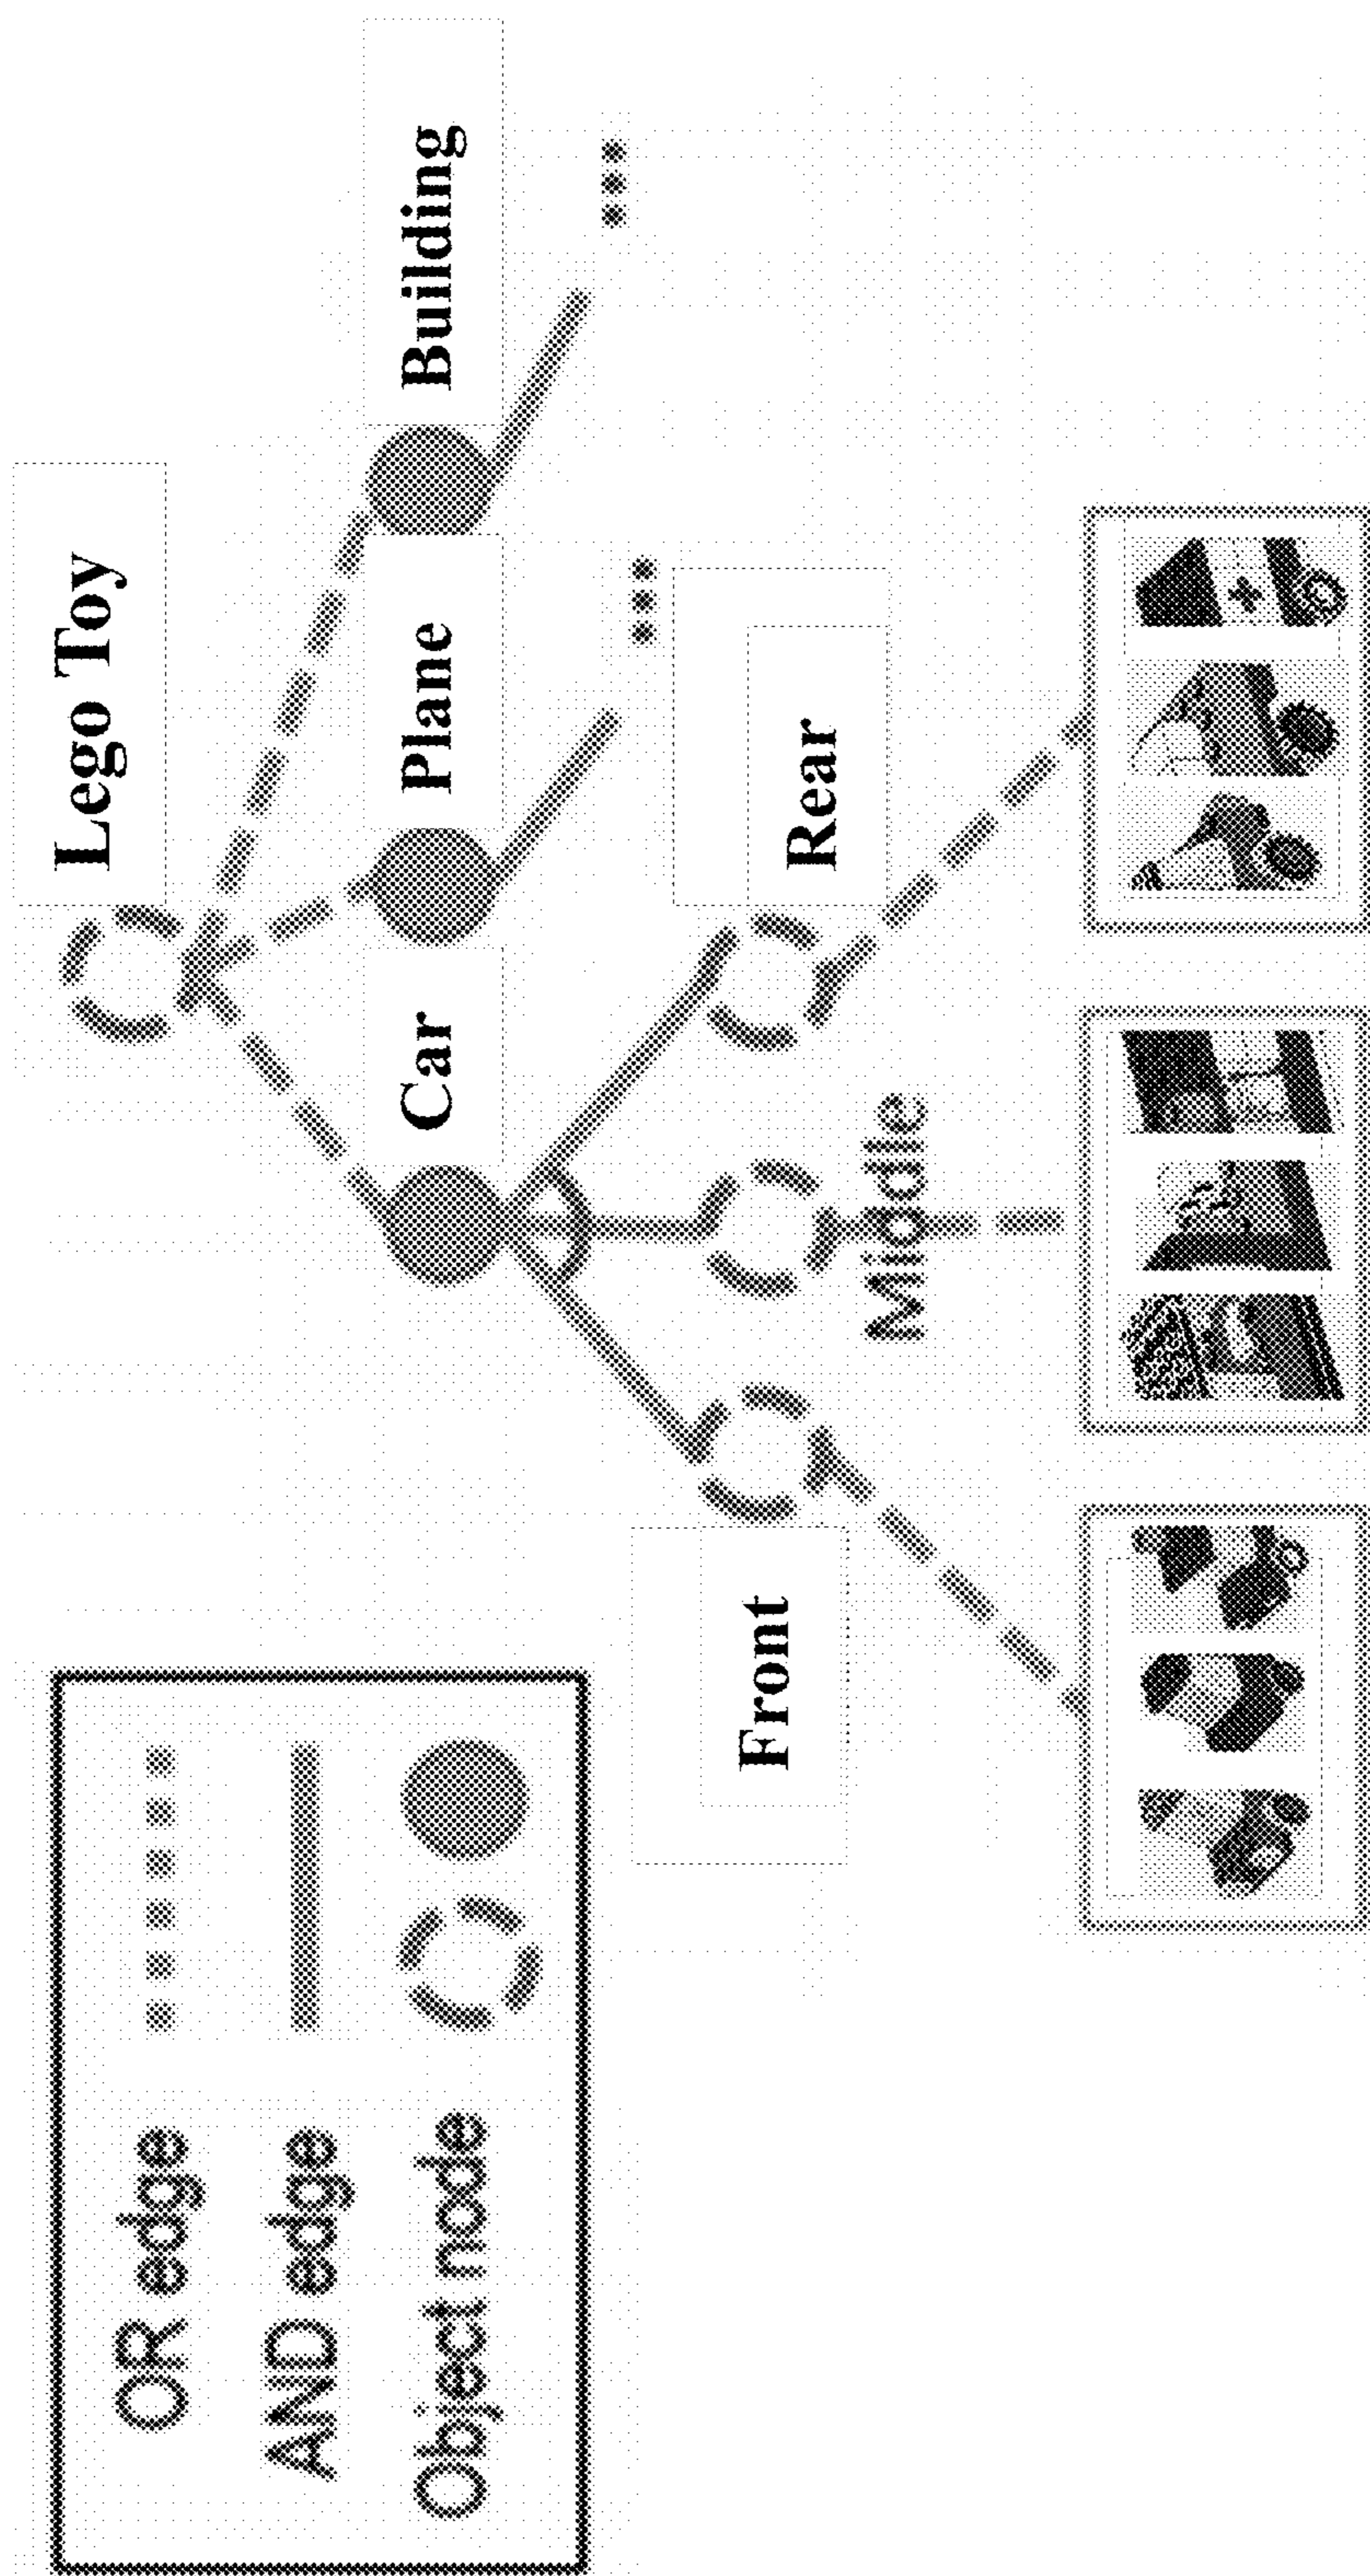 OR edge
AND edge
Object node
Lego Toy
Car
Plane
Building
Front
Middle
Rear